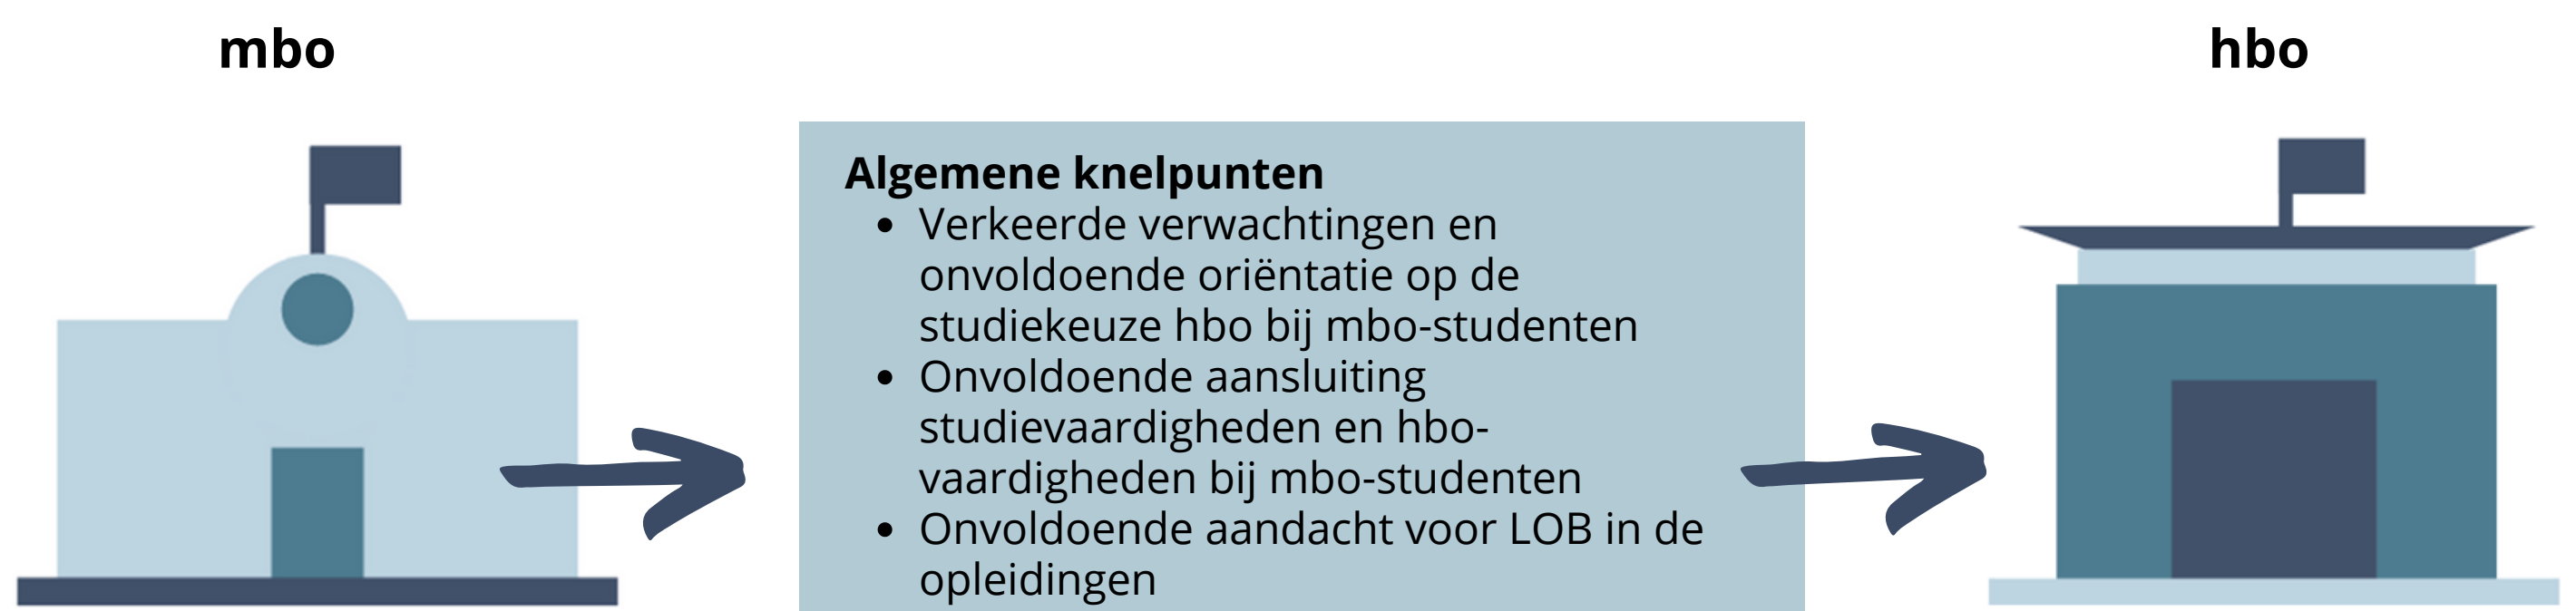 mbo
hbo
Algemene knelpunten
• Verkeerde verwachtingen en
onvoldoende oriëntatie op de
studiekeuze hbo bij mbo-studenten
• Onvoldoende aansluiting
studievaardigheden en hbo-
vaardigheden bij mbo-studenten
• Onvoldoende aandacht voor LOB in de
opleidingen